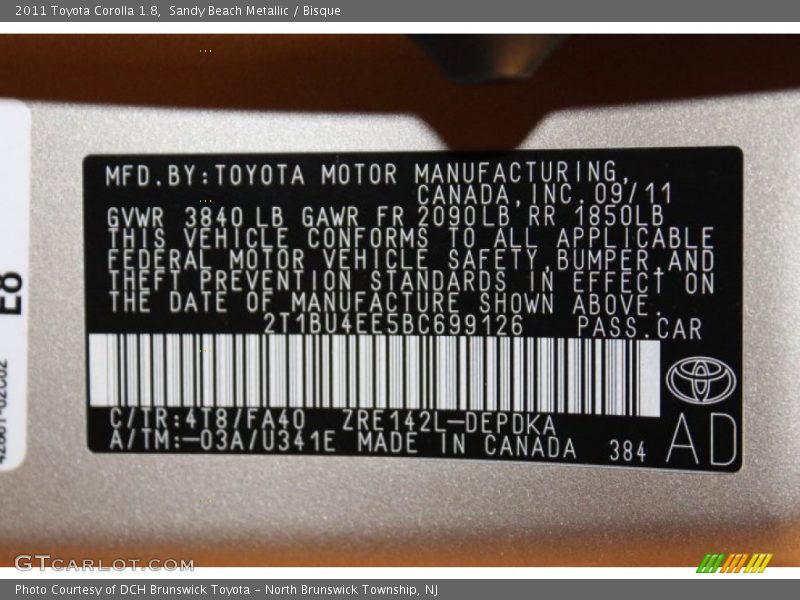 2011 Toyota Corolla 1.8, Sandy Beach Metallic / Bisque
MFD.BY:TOYOTA MOTOR MANUFACTURING,
CANADA,INC.09/11
GVWR 3840 LB GAWR FR 2090LB RR 1850LB
THIS VEHICLE CONFORMS TO ALL APPLICABLE
FEDERAL MOTOR VEHICLE SAFETY,BUMPER,AND
THEFT PREVENTION STANDARDS IN EFFECT ON
THE DATE OF MANUFACTURE SHOWN ABOVE.
2T1BU4EE5BC699126 PASS.CAR
C/TR:4T8/FA40 ZRE142L-DEPDKA
A/TM:-03A/U341E MADE IN CANADA 384
AD
E8
GTCARLOT.COM
Photo Courtesy of DCH Brunswick Toyota - North Brunswick Township, NJ